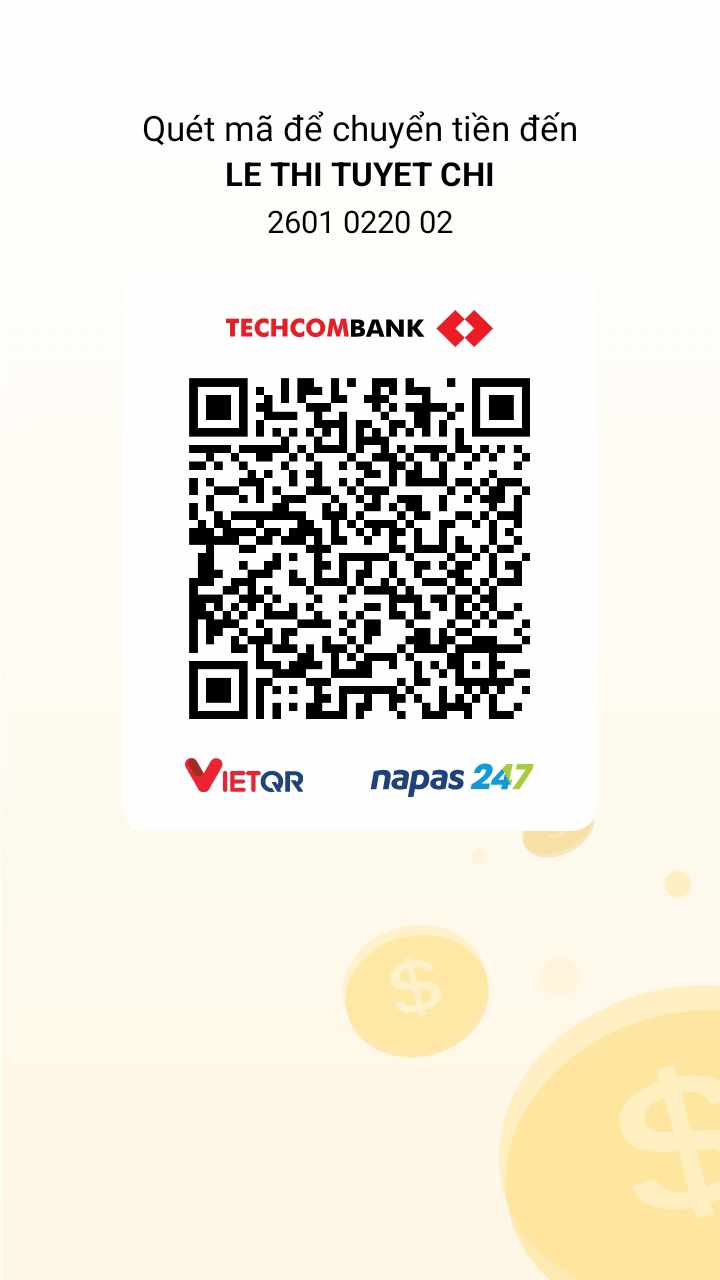 Quét mã để chuyển tiền đến
LE THI TUYET CHI
2601 0220 02
TECHCOMBANK
VIETQR
napas 247